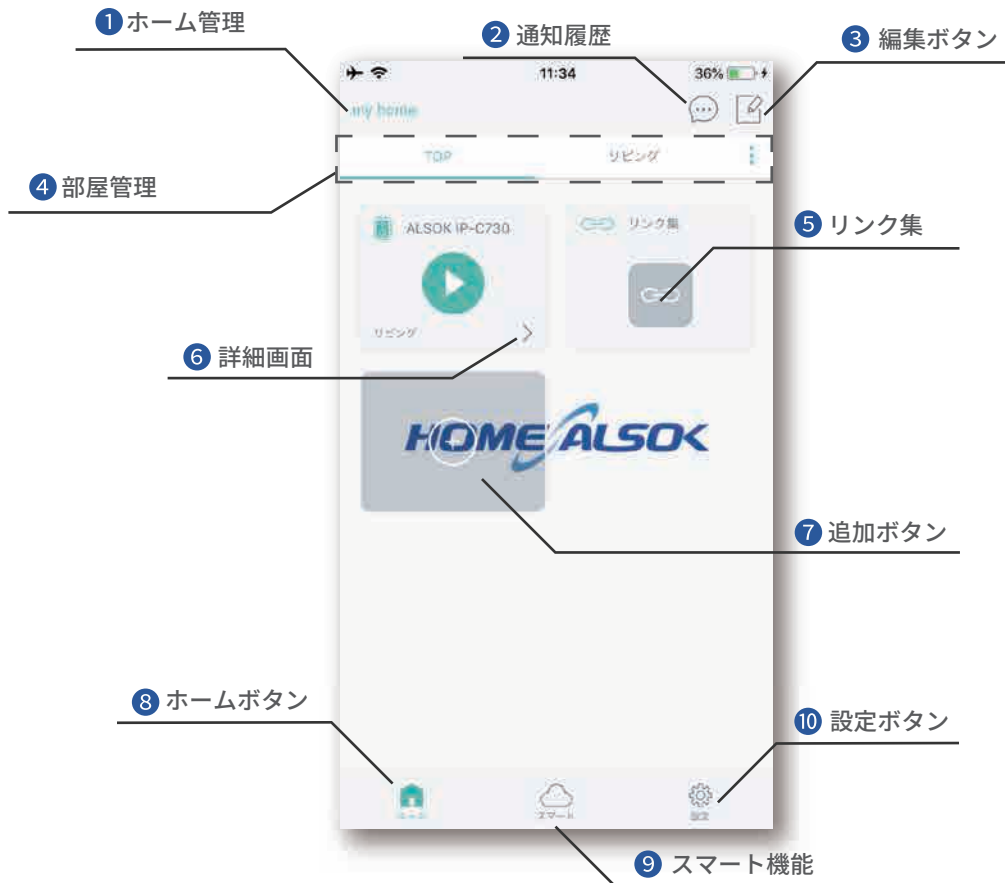 ❶ホーム管理
❷ 通知履歴
❸ 編集ボタン
11:34
36%
my home
TOP
リビング
❹ 部屋管理
ALSOK IP-C730
リンク集
❺ リンク集
リビング
❻ 詳細画面
HOME ALSOK
❼ 追加ボタン
❽ ホームボタン
❿ 設定ボタン
スマート
設定
❾ スマート機能